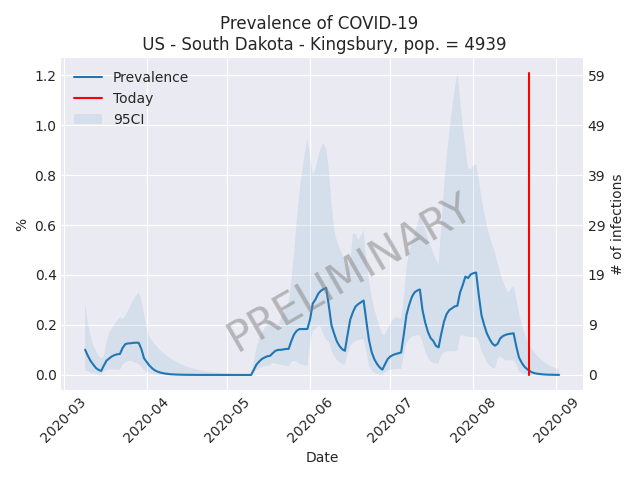 Prevalence of COVID-19
US - South Dakota - Kingsbury, pop. = 4939
Prevalence
Today
95CI
PRELIMINARY
%
1.2
1.0
0.8
0.6
0.4
0.2
0.0
59
49
39
29
19
9
0
# of infections
2020-03
2020-04
2020-05
2020-06
2020-07
2020-08
2020-09
Date